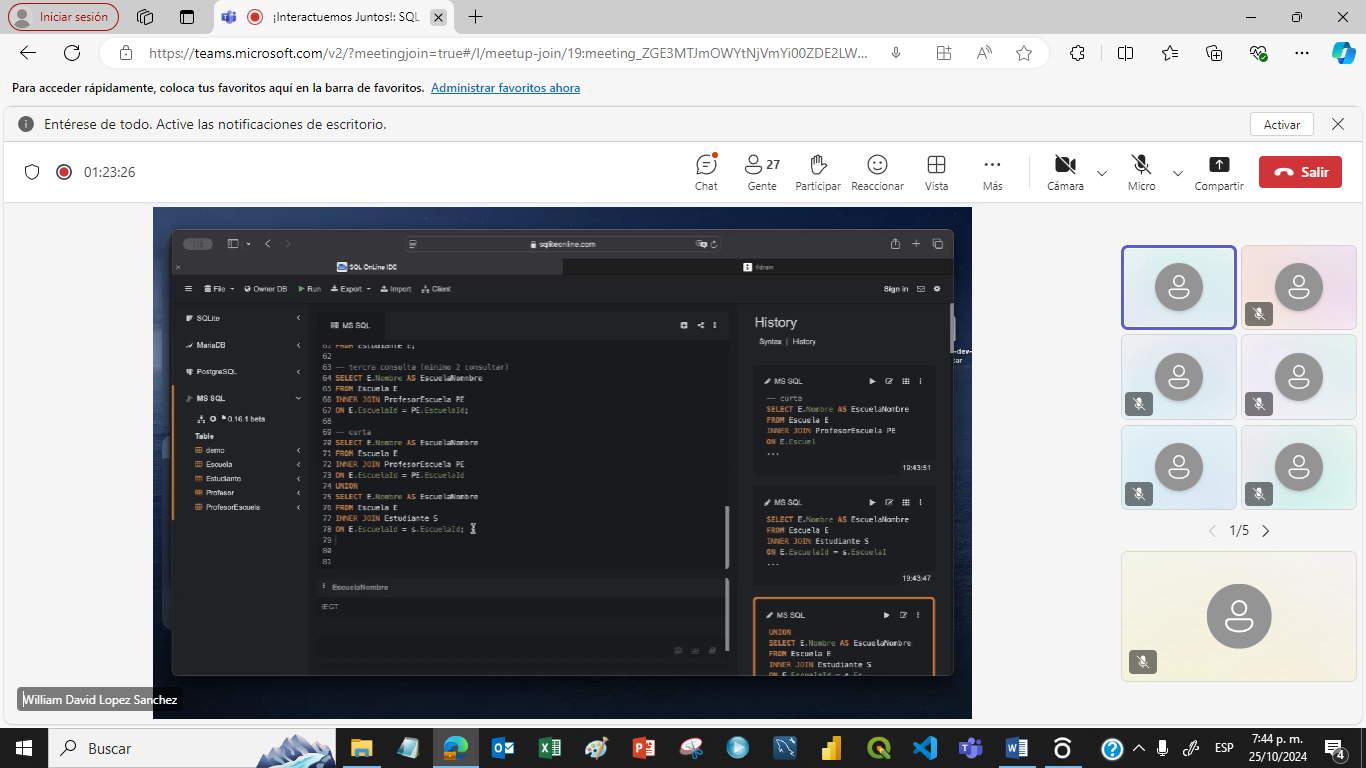 Iniciar sesión
¡Interactuemos Juntos!: SQL
https://teams.microsoft.com/v2/?meetingjoin=true#/l/meetup-join/19:meeting_ZGE3MTJmOWYtNjVmYi00ZDE2LW...
Para acceder rápidamente, coloca tus favoritos aquí en la barra de favoritos. Administrar favoritos ahora
Entérese de todo. Active las notificaciones de escritorio.
Activar
01:23:26
Chat
27
Gente
Participar
Reaccionar
Vista
Más
Cámara
Micro
Compartir
Salir
sqliteonline.com
SQL OnLine IDE
File
Owner DB
Run
Export
Import
Client
Sign in
SQLite
MariaDB
PostgreSQL
MS SQL
0.16.1 beta
Table
demo
Escuela
Estudiante
Profesor
ProfesorEscuela
MS SQL
61 FROM Estudiante E;
62
63 -- tercra conselta (minimo 2 comsultar)
64 SELECT E.Nombre AS EscuelaNomnbre
65 FROM Escuela E
66 INNER JOIN ProfesorEscuela PE
67 ON E.EscuelaId = PE.EscuelaId;
68
69 -- curta
70 SELECT E.Nombre AS EscuelaNombre
71 FROM Escuela E
72 INNER JOIN ProfesorEscuela PE
73 ON E.EscuelaId = PE.EscuelaId
74 UNION
75 SELECT E.Nombre AS EscuelaNombre
76 FROM Escuela E
77 INNER JOIN Estudiante S
78 ON E.EscuelaId = s.EscuelaId;
79
80
81
EscuelaNombre
IEGT
History
Syntax | History
MS SQL
-- curta
SELECT E.Nombre AS EscuelaNombre
FROM Escuela E
INNER JOIN ProfesorEscuela PE
ON E.Escuel
...
19:43:51
MS SQL
SELECT E.Nombre AS EscuelaNombre
FROM Escuela E
INNER JOIN Estudiante S
ON E.EscuelaId = s.EscuelaI
...
19:43:47
MS SQL
UNION
SELECT E.Nombre AS EscuelaNombre
FROM Escuela E
INNER JOIN Estudiante S
-dev-
tar
1/5
William David Lopez Sanchez
Buscar
ESP
7:44 p. m.
25/10/2024
4